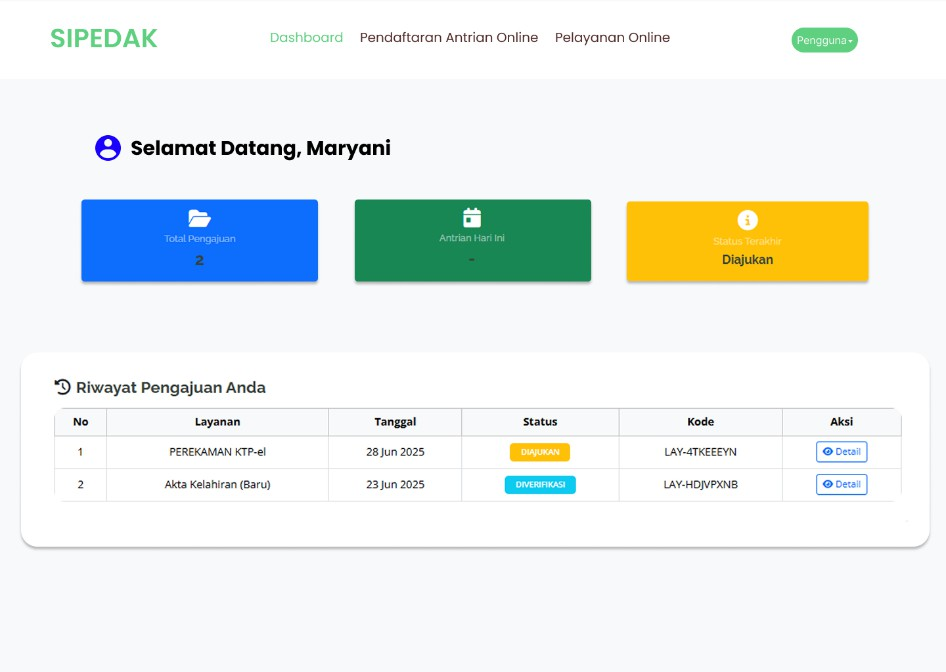 SIPEDAK Dashboard Pendaftaran Antrian Online Pelayanan Online Pengguna
Selamat Datang, Maryani
Total Pengajuan
2
Antrian Hari Ini
-
Status Terakhir
Diajukan
Riwayat Pengajuan Anda
No Layanan Tanggal Status Kode Aksi
1 PEREKAMAN KTP-el 28 Jun 2025 DIAJUKAN LAY-4TKEEEYN Detail
2 Akta Kelahiran (Baru) 23 Jun 2025 DIVERIFIKASI LAY-HDJVPXNB Detail